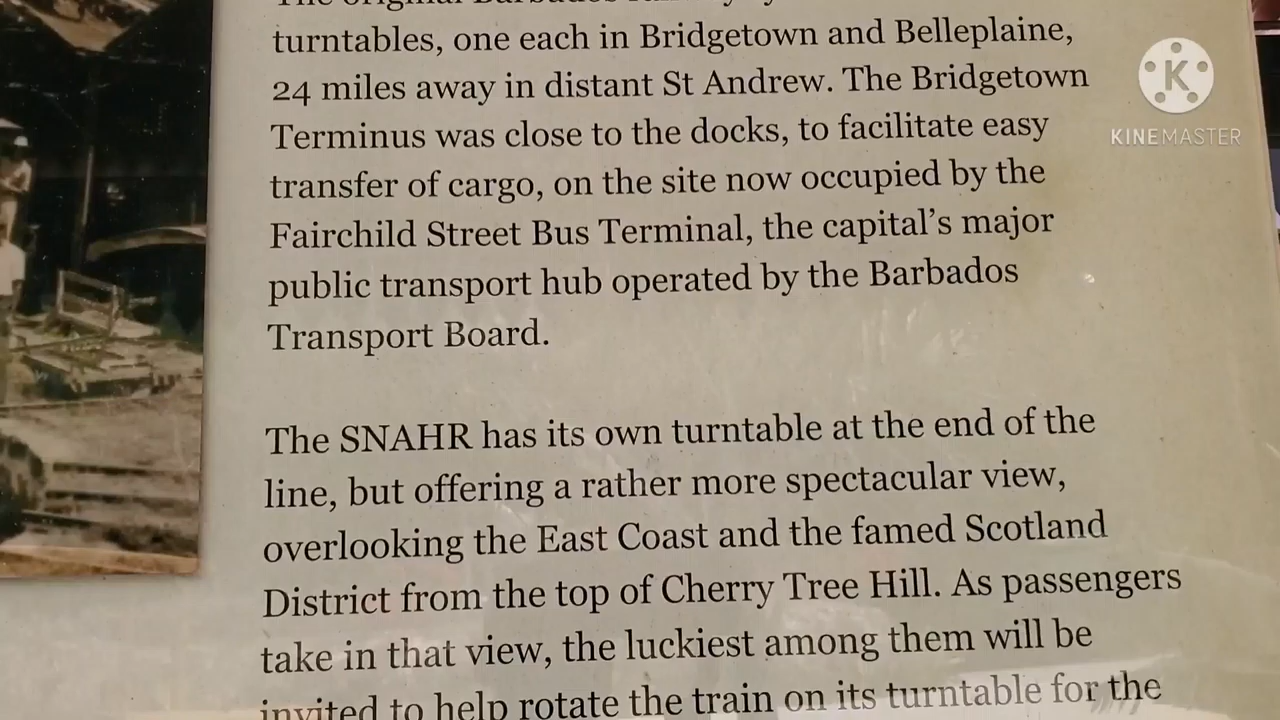 The original Barbados
turntables, one each in Bridgetown and Belleplaine,
24 miles away in distant St Andrew. The Bridgetown
Terminus was close to the docks, to facilitate easy
transfer of cargo, on the site now occupied by the
Fairchild Street Bus Terminal, the capital's major
public transport hub operated by the Barbados
Transport Board.
The SNAHR has its own turntable at the end of the
line, but offering a rather more spectacular view,
overlooking the East Coast and the famed Scotland
District from the top of Cherry Tree Hill. As passengers
take in that view, the luckiest among them will be
invited to help rotate the train on its turntable for the
K
KINEMASTER